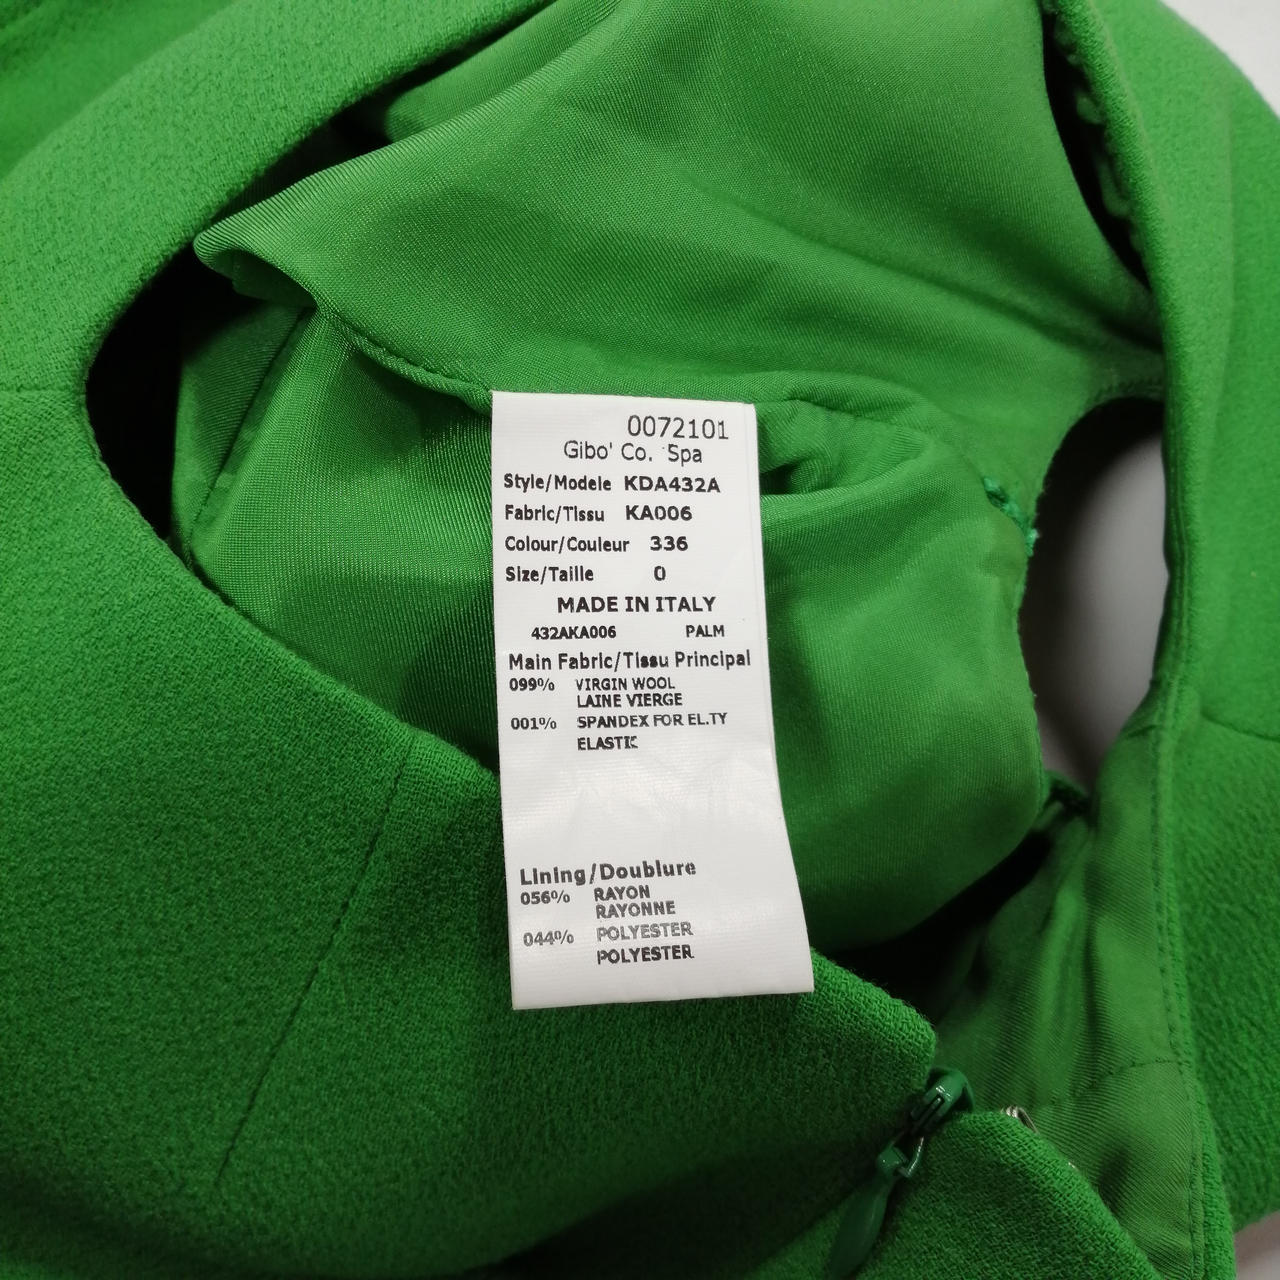 0072101
Gibo' Co. Spa
Style/Modele KDA432A
Fabric/Tissu KA006
Colour/Couleur 336
Size/Taille 0
MADE IN ITALY
432AKA006 PALM
Main Fabric/Tissu Principal
099% VIRGIN WOOL
LAINE VIERGE
001% SPANDEX FOR EL.TY
ELASTIC
Lining/Doublure
056% RAYON
RAYONNE
044% POLYESTER
POLYESTER